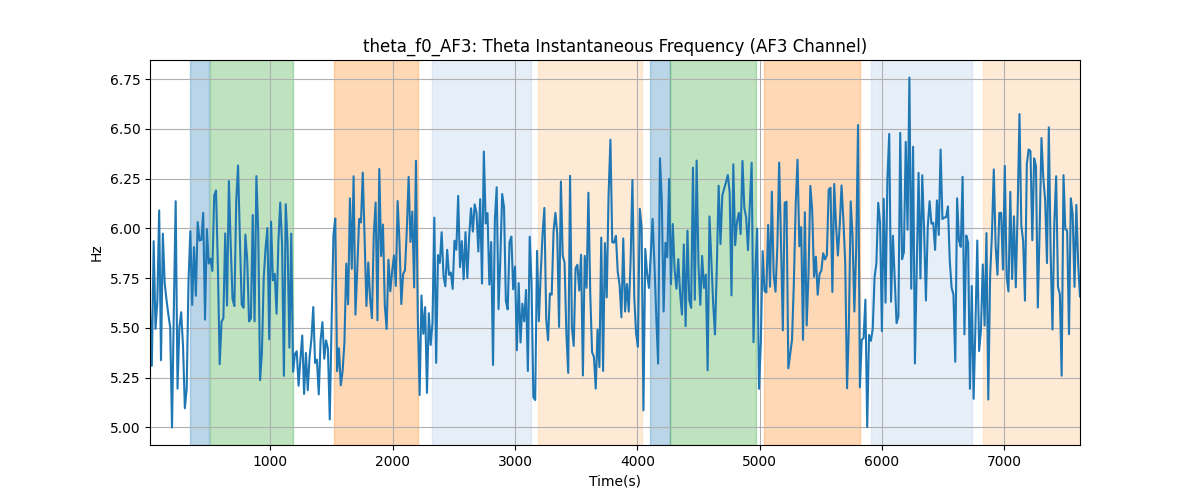 theta_f0_AF3: Theta Instantaneous Frequency (AF3 Channel)
6.75
6.50
6.25
6.00
5.75
5.50
5.25
5.00
Hz
1000 2000 3000 4000 5000 6000 7000
Time(s)